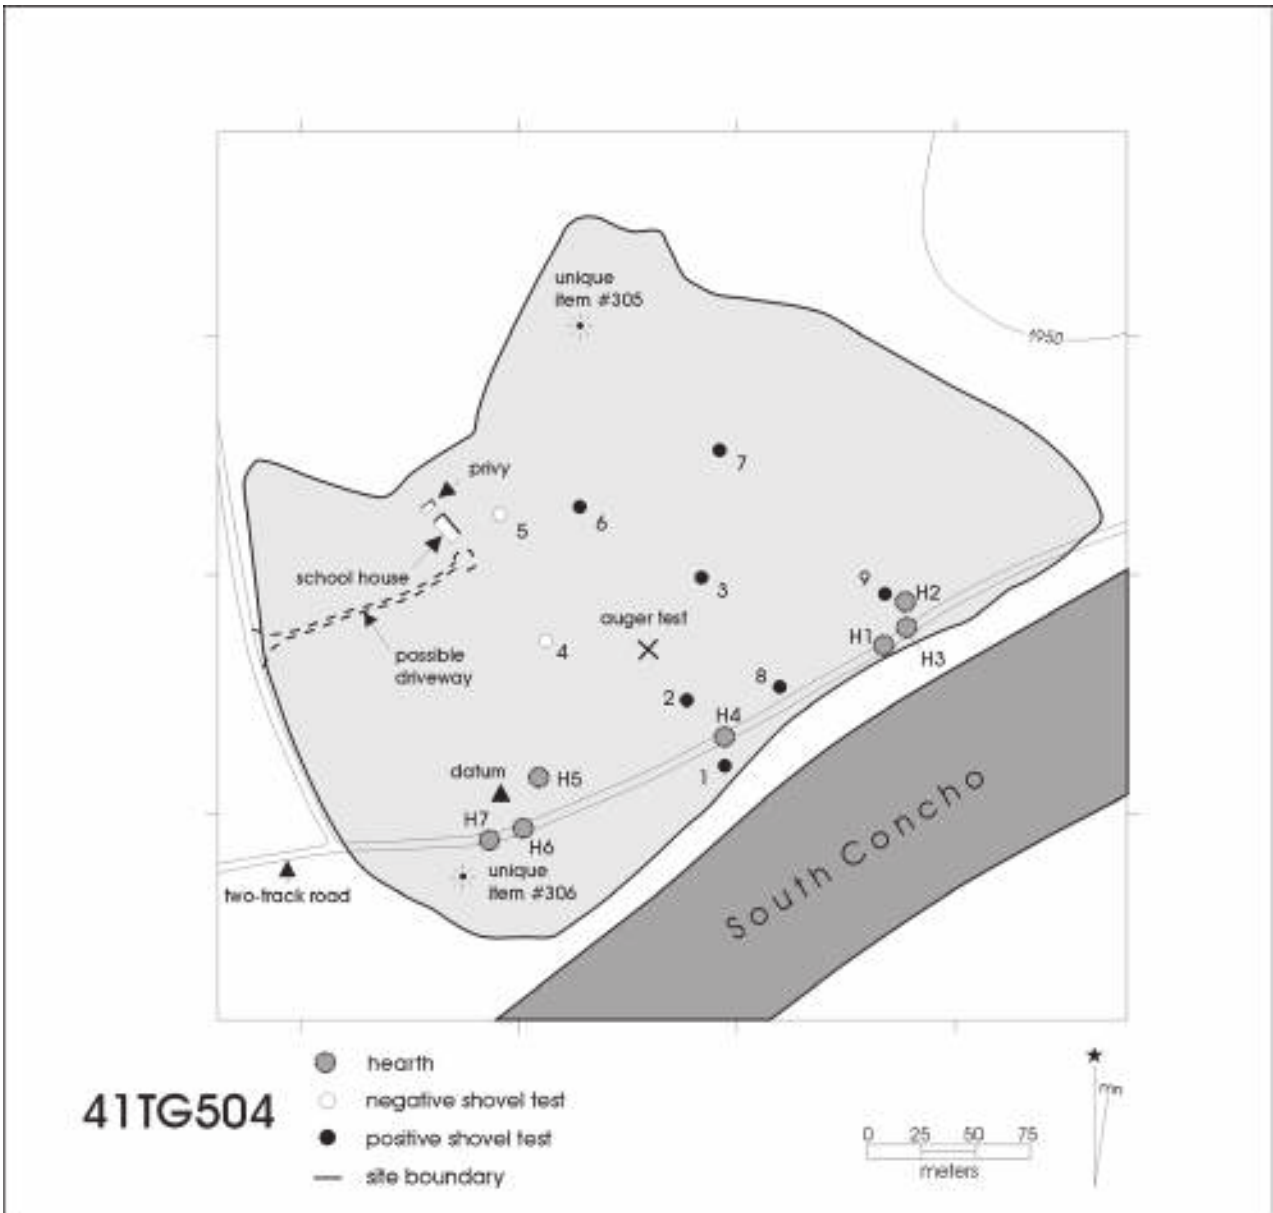 unique
item #305
1950
7
privy
6
5
school house
3
9
H2
auger test
H1
possible
driveway
4
H3
8
2
H4
datum
H5
1
H7
H6
South Concho
unique
item #306
two-track road
hearth
41TG504
negative shovel test
positive shovel test
site boundary
mn
0 25 50 75
meters